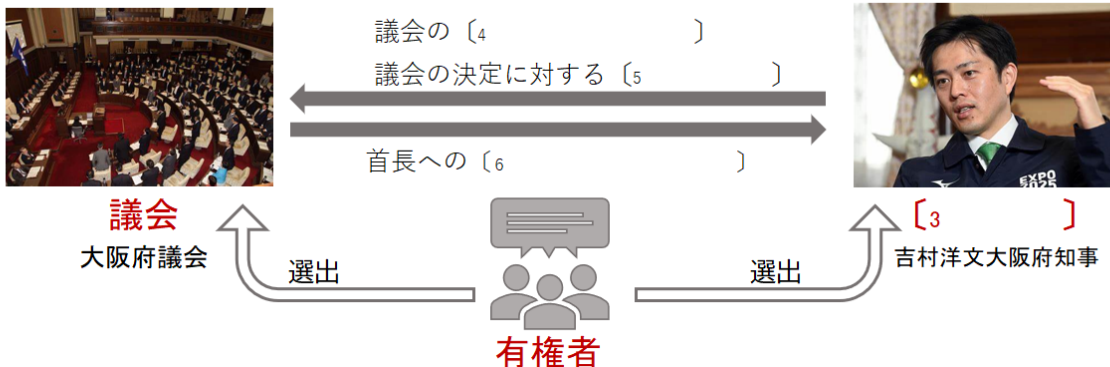 議会の〔4 〕
議会の決定に対する〔5 〕
首長への〔6 〕
EXPO
2025
議会
〔3 〕
大阪府議会
吉村洋文大阪府知事
選出
選出
有権者